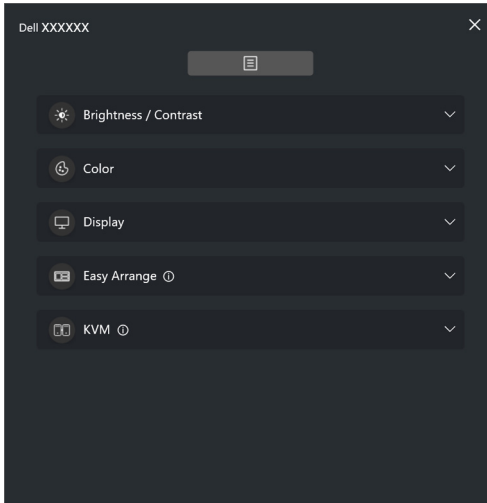 Dell XXXXXX
Brightness / Contrast
Color
Display
Easy Arrange
KVM